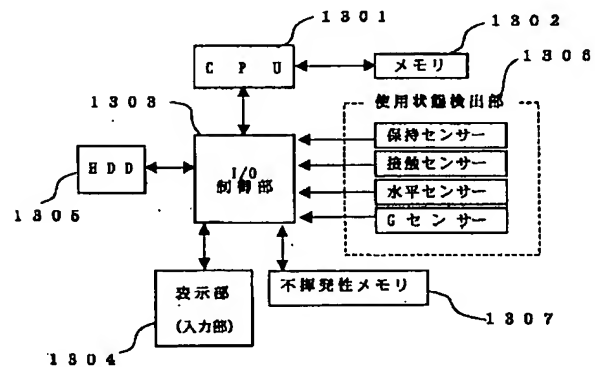 1301
1302
CPU
メモリ
1306
1303
使用状態検出部
保持センサー
HDD
I/O
制御部
接触センサー
水平センサー
Gセンサー
1305
表示部
(入力部)
不揮発性メモリ
1304
1307